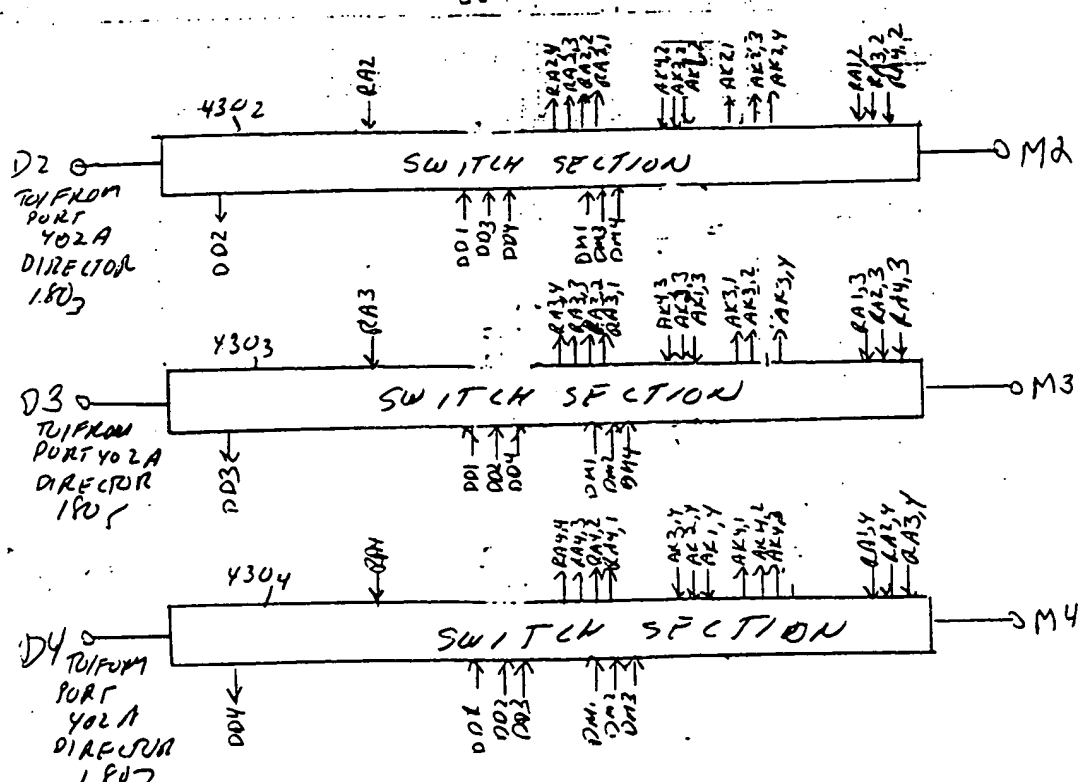 4302
RA2
RA2,4
RA2,3
RA2,2
RA2,1
AK4,2
AK3,2
AK1,2
AK2,1
AK2,3
AK2,4
RA1,2
RA3,2
RA4,2
D2
SWITCH SECTION
M2
TO/FROM
PORT
402A
DIRECTOR
1803
DD2
DD1
DD3
DD4
DM1
DM3
DM4
4303
RA3
RA3,4
RA3,3
RA3,2
RA3,1
AK4,3
AK1,3
AK3,1
AK3,2
AK3,4
RA1,3
RA2,3
RA4,3
D3
SWITCH SECTION
M3
TO/FROM
PORT 402A
DIRECTOR
1805
DD3
DD1
DD2
DD4
DM1
DM2
DM4
4304
RA4
RA4,4
RA4,3
RA4,2
RA4,1
AK3,4
AK2,4
AK1,4
AK4,1
AK4,2
AK4,3
RA1,4
RA2,4
RA3,4
D4
SWITCH SECTION
M4
TO/FROM
PORT
402A
DIRECTOR
1807
DD4
DD1
DD2
DD3
DM1
DM2
DM3